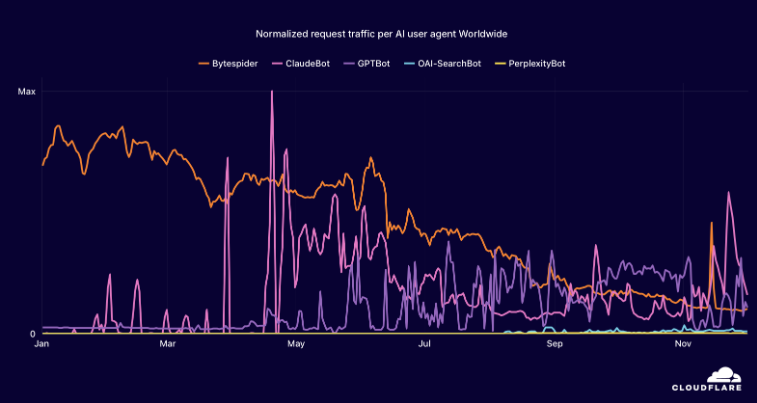 Normalized request traffic per AI user agent Worldwide
Bytespider ClaudeBot GPTBot OAI-SearchBot PerplexityBot
Max
0
Jan Mar May Jul Sep Nov
CLOUDFLARE